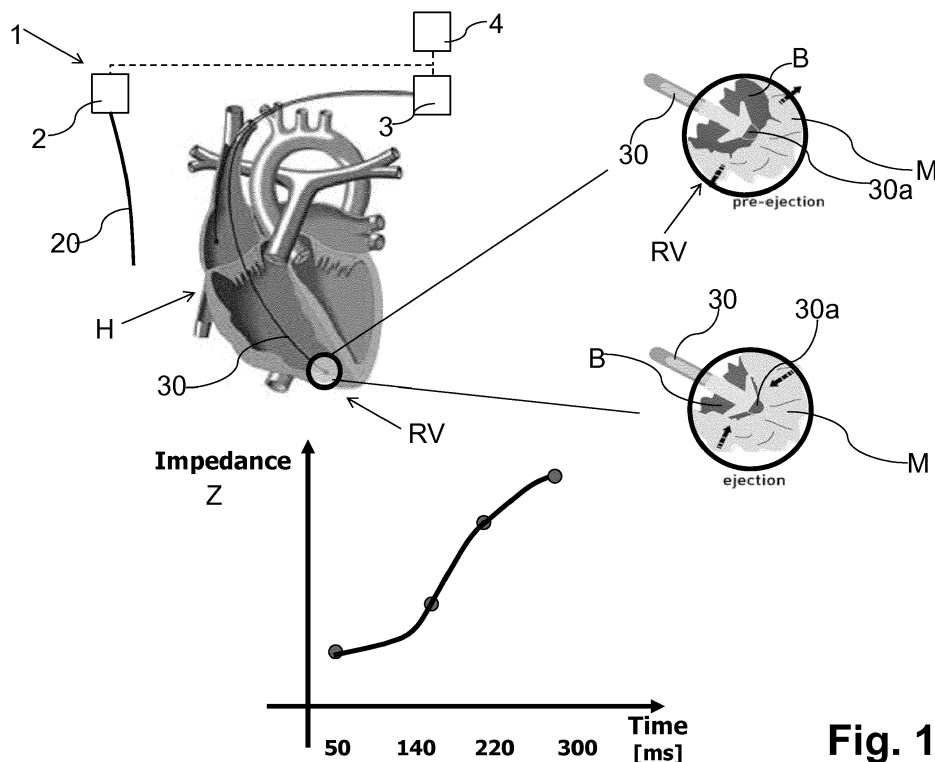 1
4
2
3
20
H
30
RV
B
30
M
30a
pre-ejection
RV
30
30a
B
M
ejection
Impedance
Z
Time
[ms]
50 140 220 300
Fig. 1